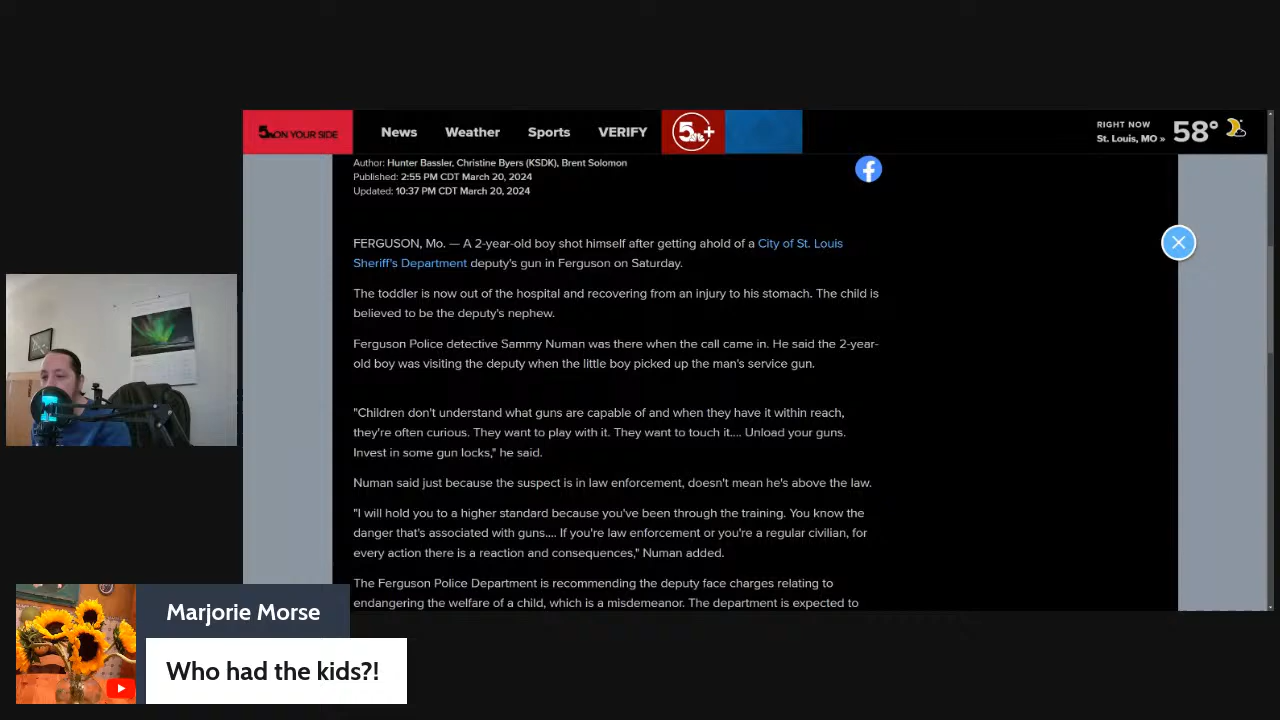 5 ON YOUR SIDE
News Weather Sports VERIFY 5+
RIGHT NOW
St. Louis, MO »
58°
Author: Hunter Bassler, Christine Byers (KSDK), Brent Solomon
Published: 2:55 PM CDT March 20, 2024
Updated: 10:37 PM CDT March 20, 2024
FERGUSON, Mo. — A 2-year-old boy shot himself after getting ahold of a City of St. Louis
Sheriff's Department deputy's gun in Ferguson on Saturday.
The toddler is now out of the hospital and recovering from an injury to his stomach. The child is
believed to be the deputy's nephew.
Ferguson Police detective Sammy Numan was there when the call came in. He said the 2-year-
old boy was visiting the deputy when the little boy picked up the man's service gun.
"Children don't understand what guns are capable of and when they have it within reach,
they're often curious. They want to play with it. They want to touch it.... Unload your guns.
Invest in some gun locks," he said.
Numan said just because the suspect is in law enforcement, doesn't mean he's above the law.
"I will hold you to a higher standard because you've been through the training. You know the
danger that's associated with guns.... If you're law enforcement or you're a regular civilian, for
every action there is a reaction and consequences," Numan added.
The Ferguson Police Department is recommending the deputy face charges relating to
endangering the welfare of a child, which is a misdemeanor. The department is expected to
Marjorie Morse
Who had the kids?!